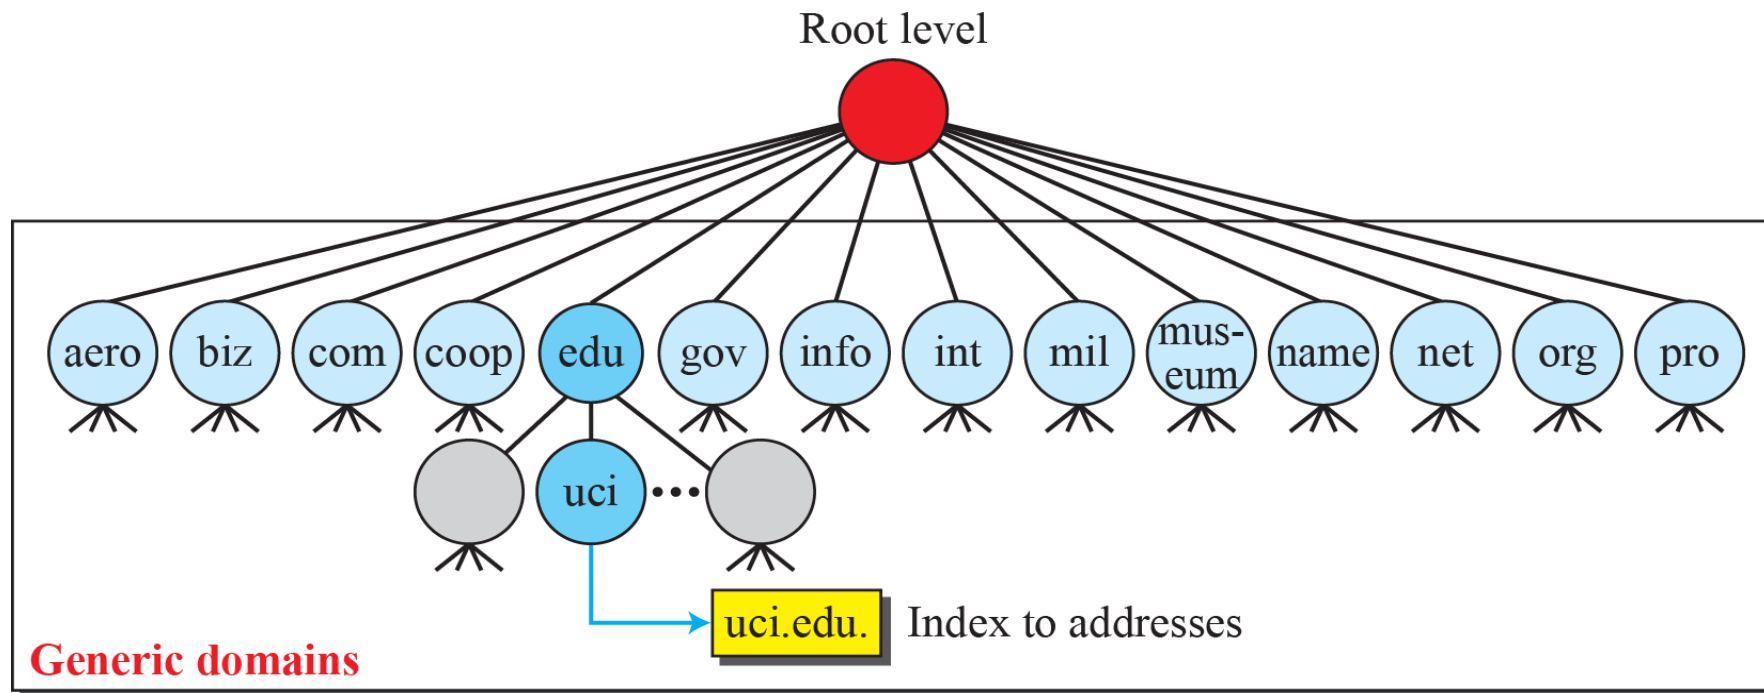 Root level
aero biz com coop edu gov info int mil mus-
eum name net org pro
uci
uci.edu. Index to addresses
Generic domains